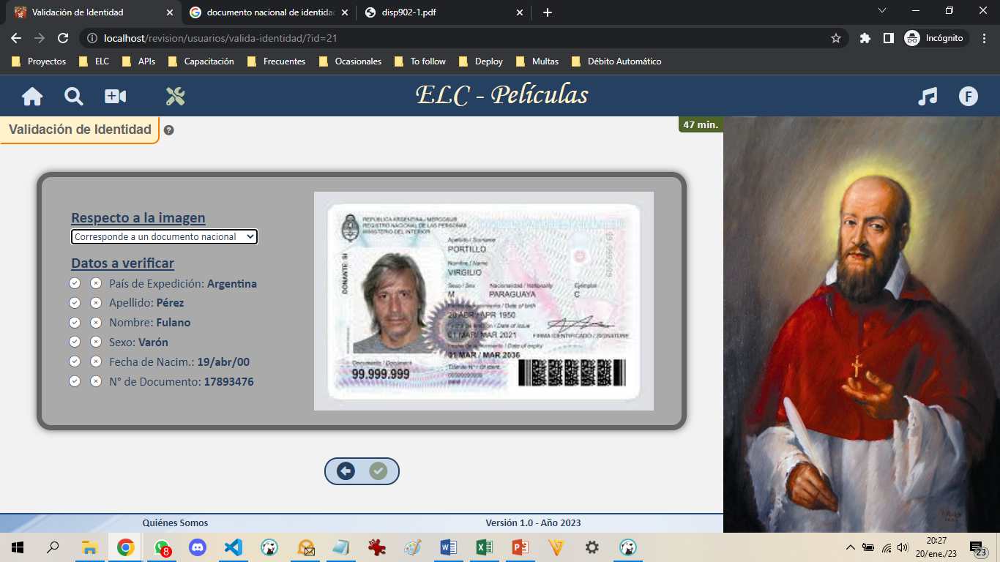 Validación de Identidad
documento nacional de identida
disp902-1.pdf
localhost/revision/usuarios/valida-identidad/?id=21
Incógnito
Proyectos
ELC
APIs
Capacitación
Frecuentes
Ocasionales
To follow
Deploy
Multas
Débito Automático
ELC - Películas
F
Validación de Identidad
?
47 min.
Respecto a la imagen
Corresponde a un documento nacional
Datos a verificar
País de Expedición: Argentina
Apellido: Pérez
Nombre: Fulano
Sexo: Varón
Fecha de Nacim.: 19/abr/00
N° de Documento: 17893476
REPÚBLICA ARGENTINA - MERCOSUR
REGISTRO NACIONAL DE LAS PERSONAS
MINISTERIO DEL INTERIOR
Apellido / Surname
PORTILLO
Nombre / Name
VIRGILIO
Sexo / Sex Nacionalidad / Nationality Ejemplar
M PARAGUAYA C
Fecha de nacimiento / Date of birth
20 ABR / APR 1950
Fecha de emisión / Date of issue
01 MAR/ MAR 2021
FIRMA IDENTIFICADO / SIGNATURE
Fecha de vencimiento / Date of expiry
01 MAR / MAR 2036
DONANTE: SI
Documento / Document
99.999.999
Quiénes Somos
Versión 1.0 - Año 2023
8
20:27
20/ene./23
23